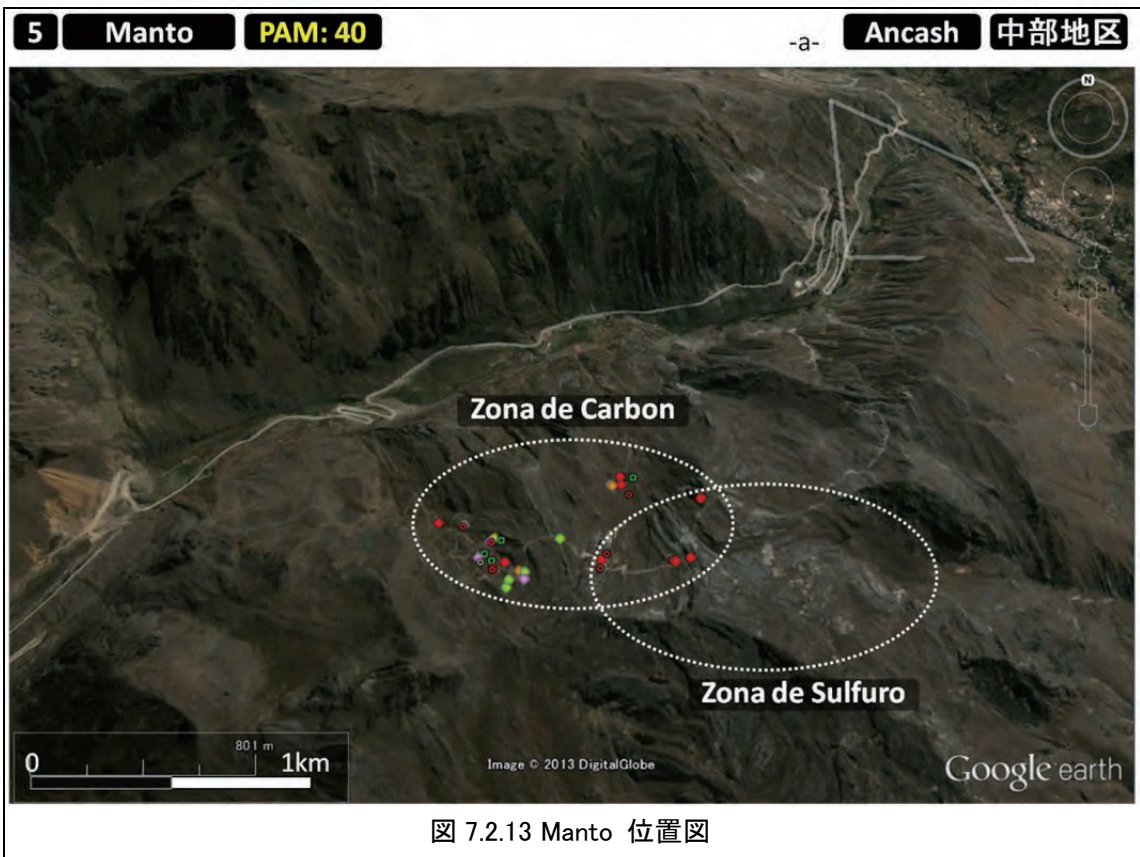 5 Manto PAM: 40 -a- Ancash 中部地区
N
Zona de Carbon
Zona de Sulfuro
801 m
0 1km
Image © 2013 DigitalGlobe
Google earth
図 7.2.13 Manto 位置図